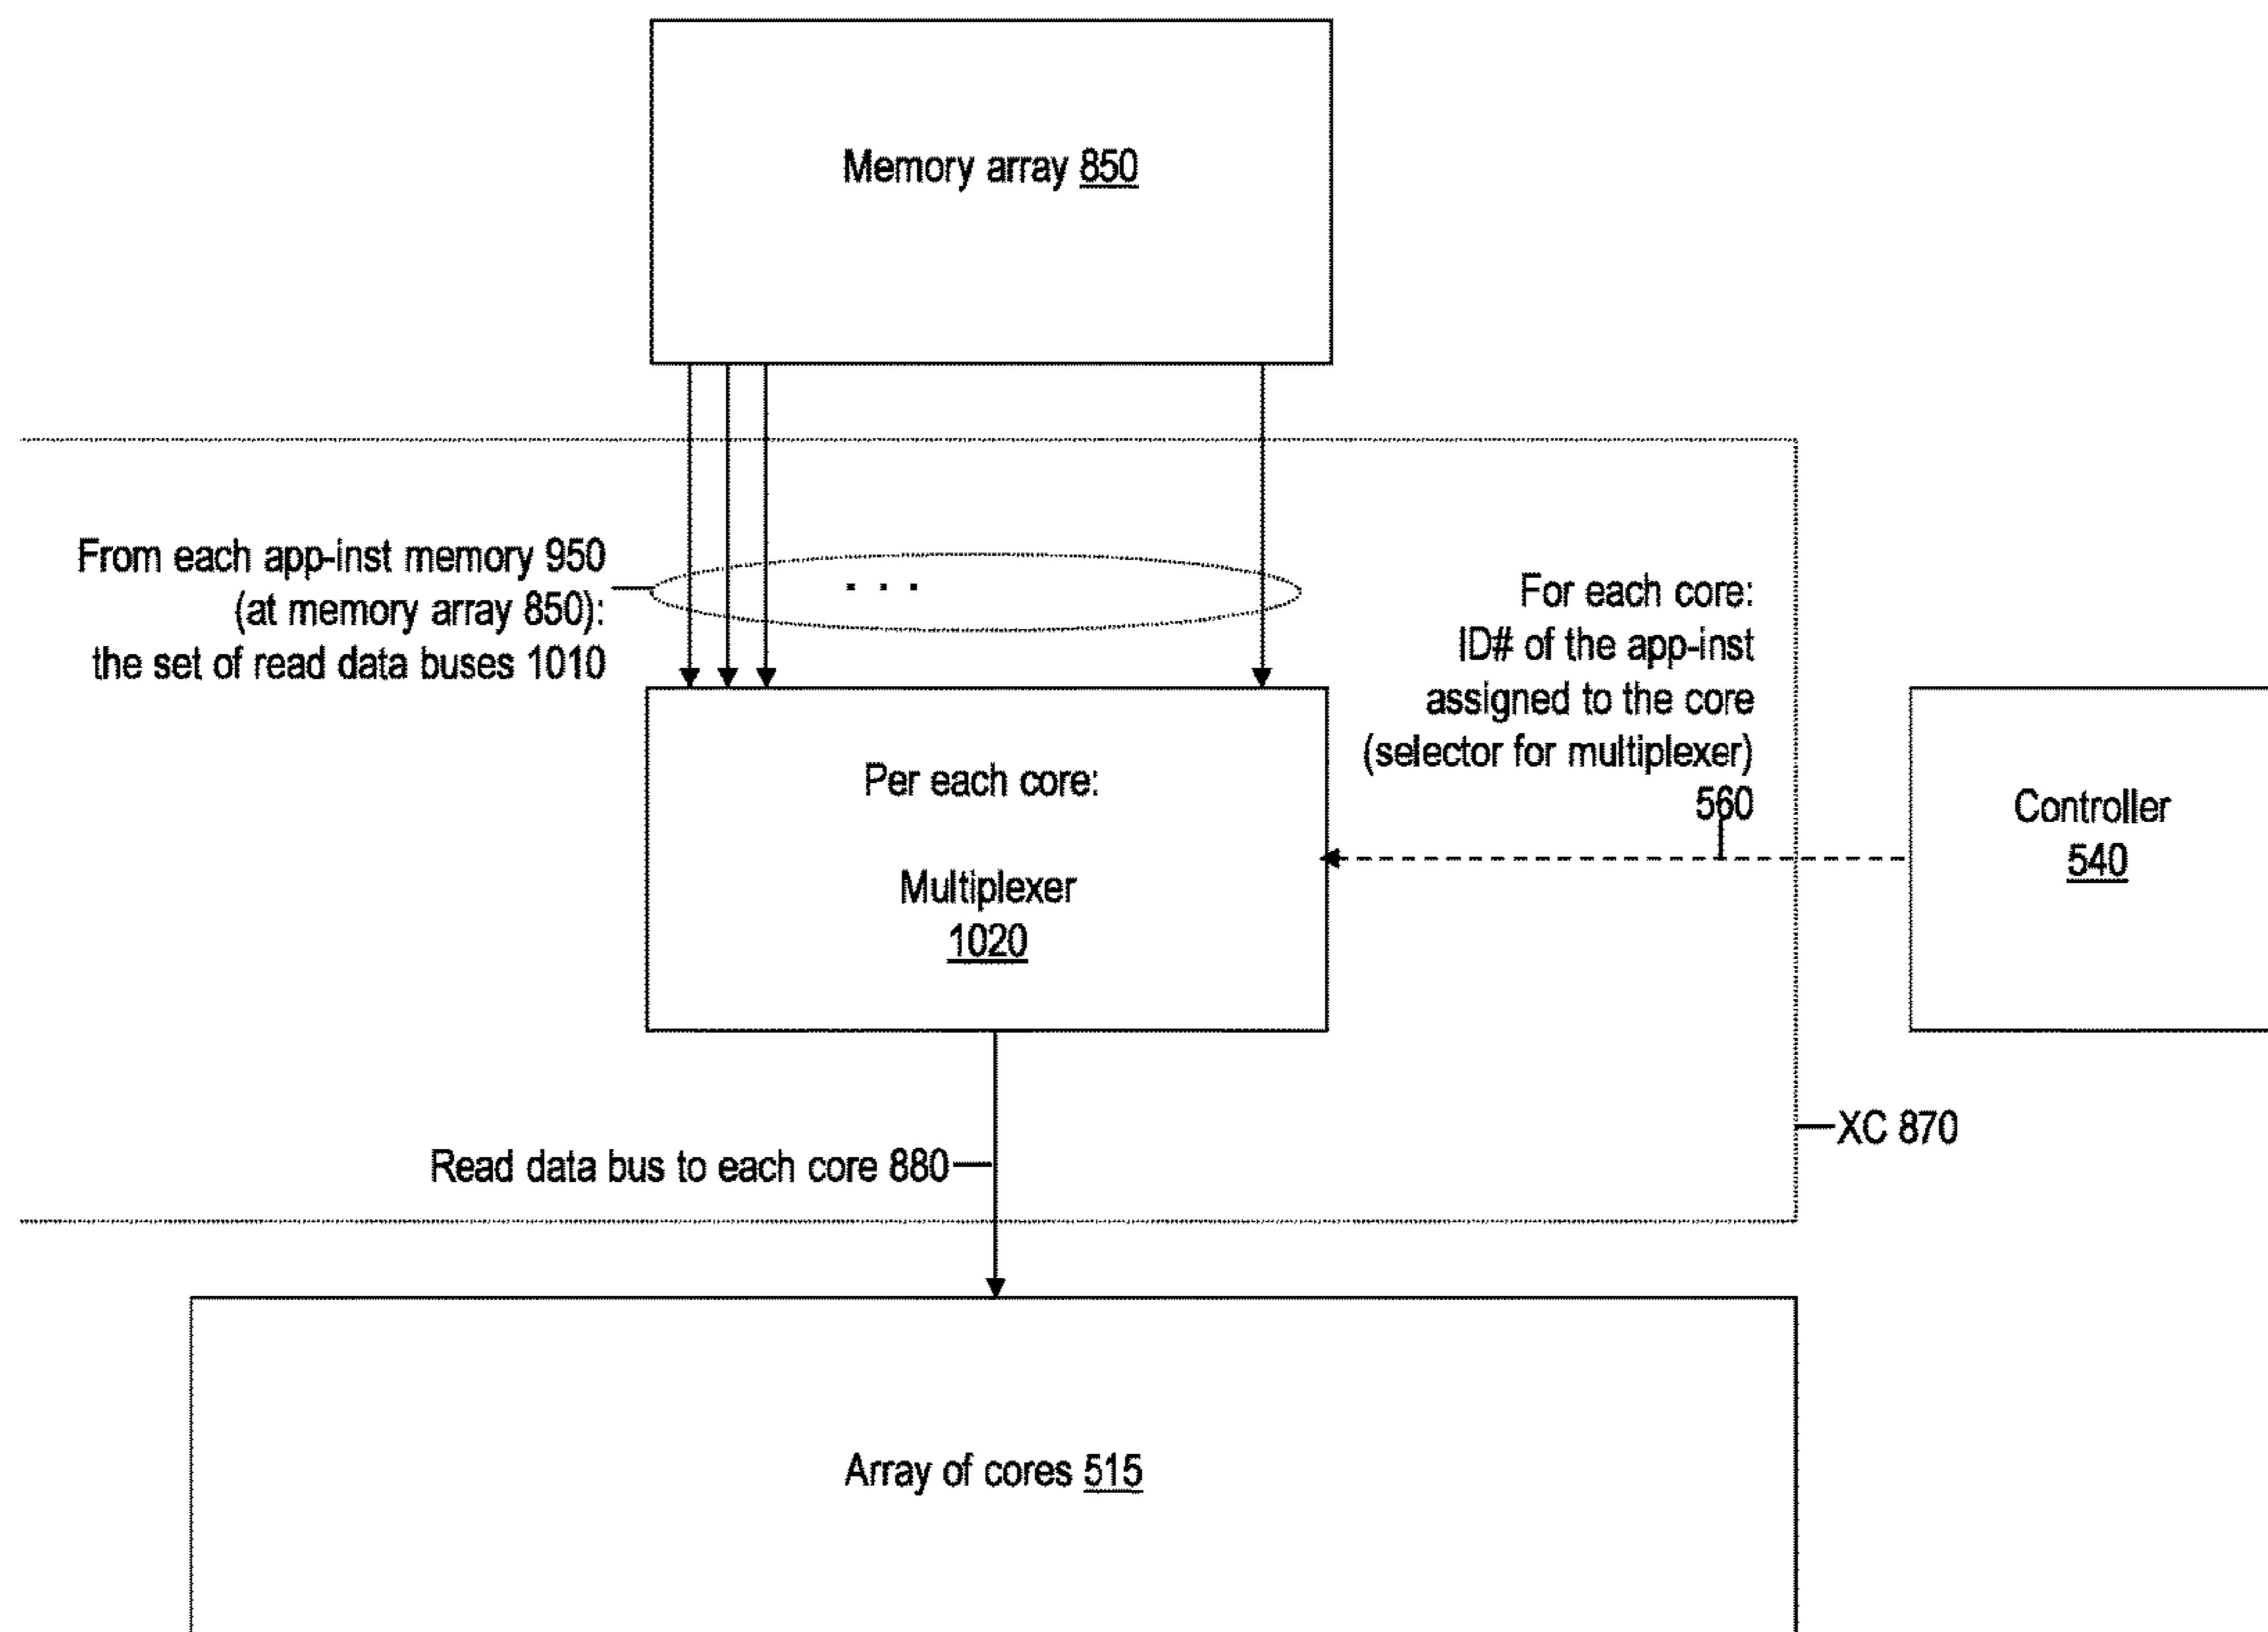 Memory array 850
From each app-inst memory 950
(at memory array 850):
the set of read data buses 1010
. . .
For each core:
ID# of the app-inst
assigned to the core
(selector for multiplexer)
560
Per each core:
Multiplexer
1020
Controller
540
XC 870
Read data bus to each core 880
Array of cores 515